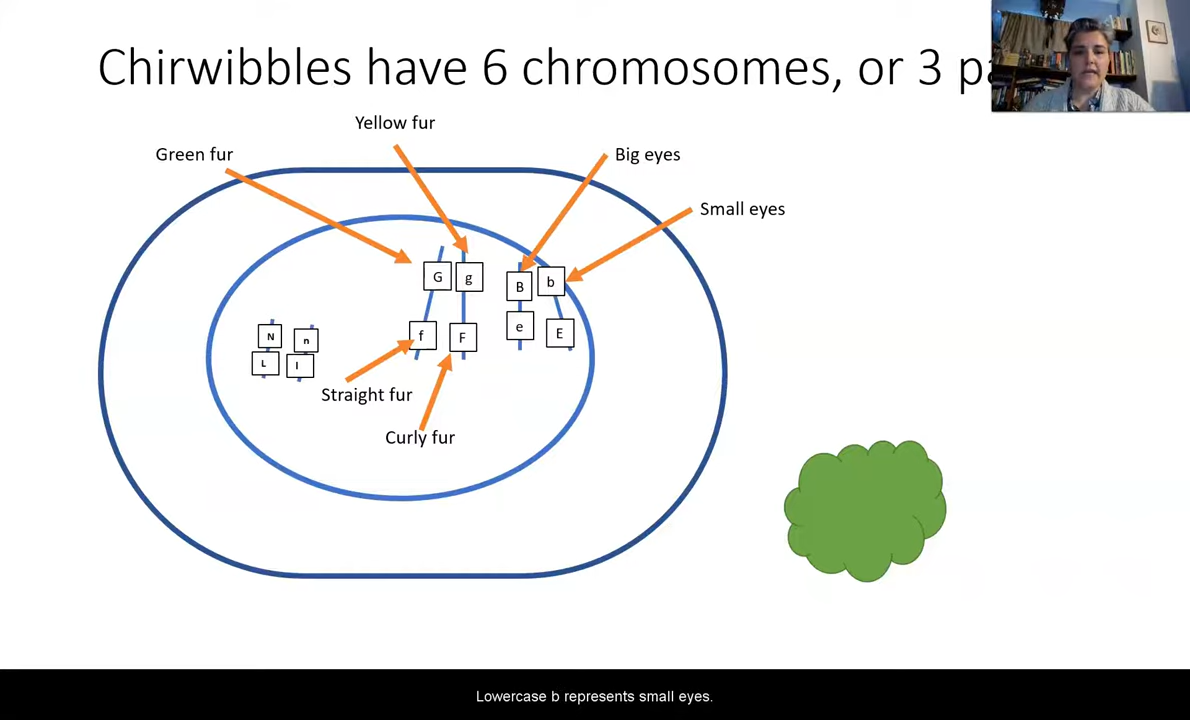 Chirwibbles have 6 chromosomes, or 3
Yellow fur
Green fur
Big eyes
Small eyes
G g B b
f F e E
N n
L l
Straight fur
Curly fur
Lowercase b represents small eyes.